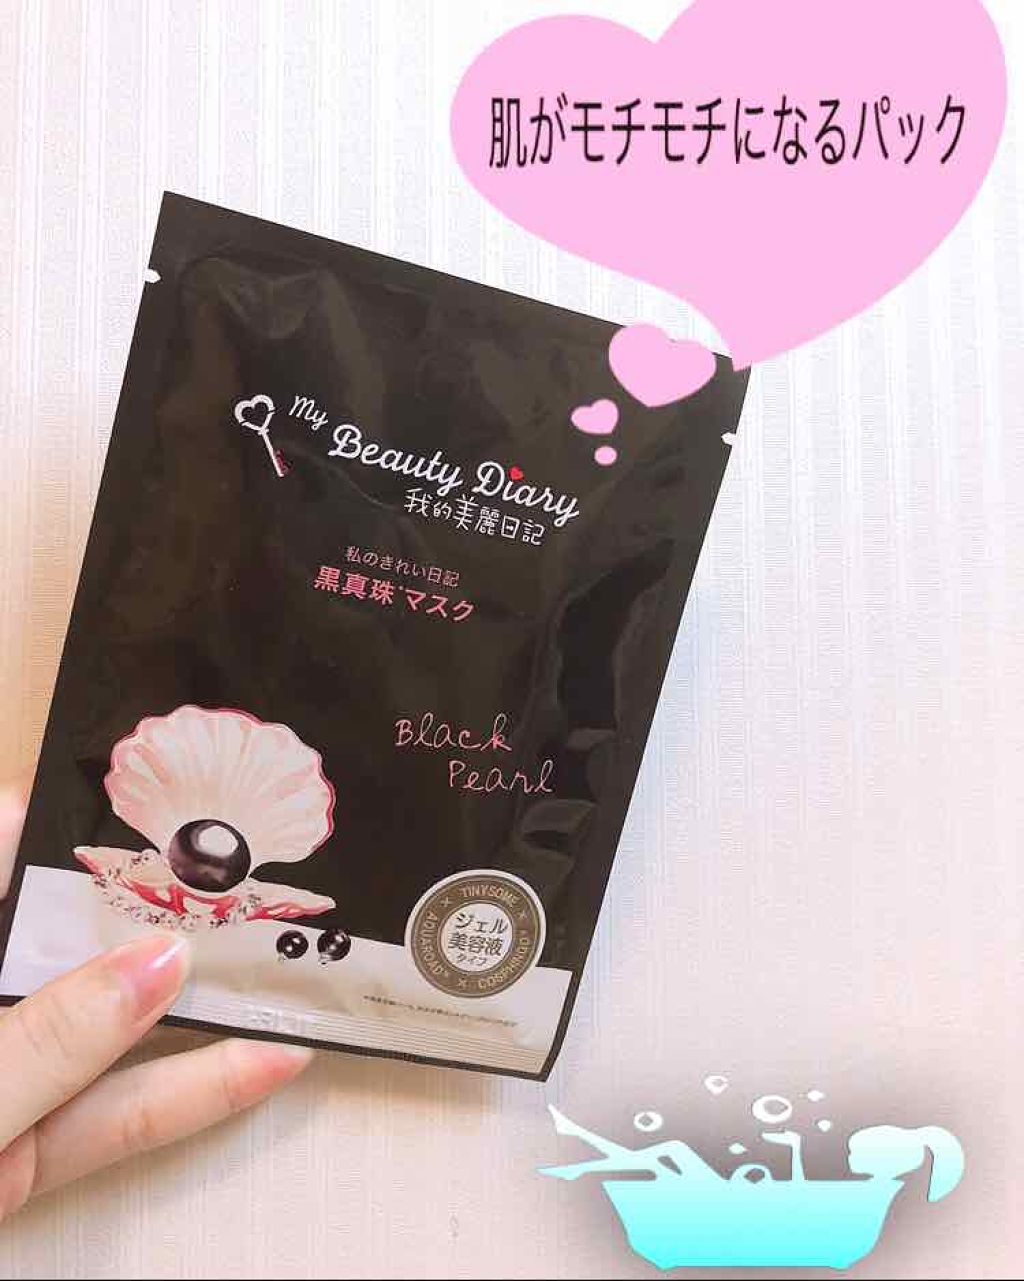 肌がモチモチになるパック
My
Beauty Diary
我的美麗日記
私のきれい日記
黒真珠*マスク
Black
Pearl
TINYSOME
ジェル
美容液
タイプ
AQUAROAD
COSPHINGO